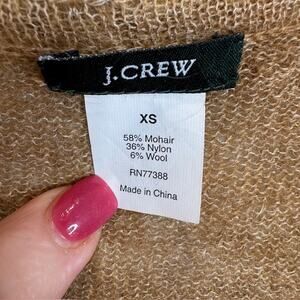 J.CREW
XS
58% Mohair
36% Nylon
6% Wool
RN77388
Made in China